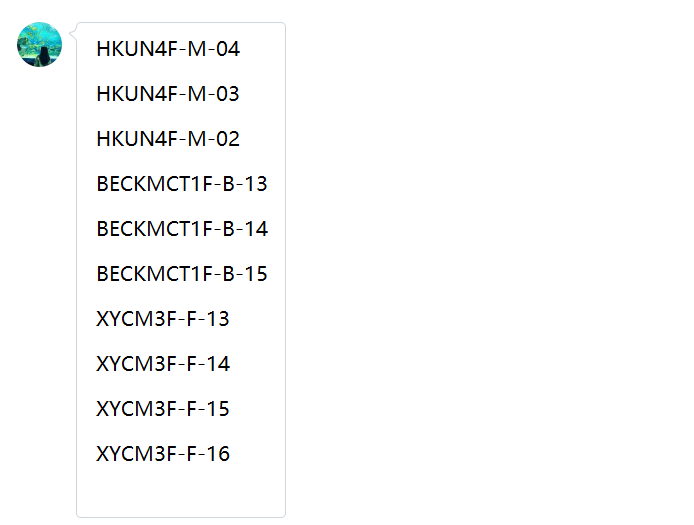 HKUN4F-M-04
HKUN4F-M-03
HKUN4F-M-02
BECKMCT1F-B-13
BECKMCT1F-B-14
BECKMCT1F-B-15
XYCM3F-F-13
XYCM3F-F-14
XYCM3F-F-15
XYCM3F-F-16